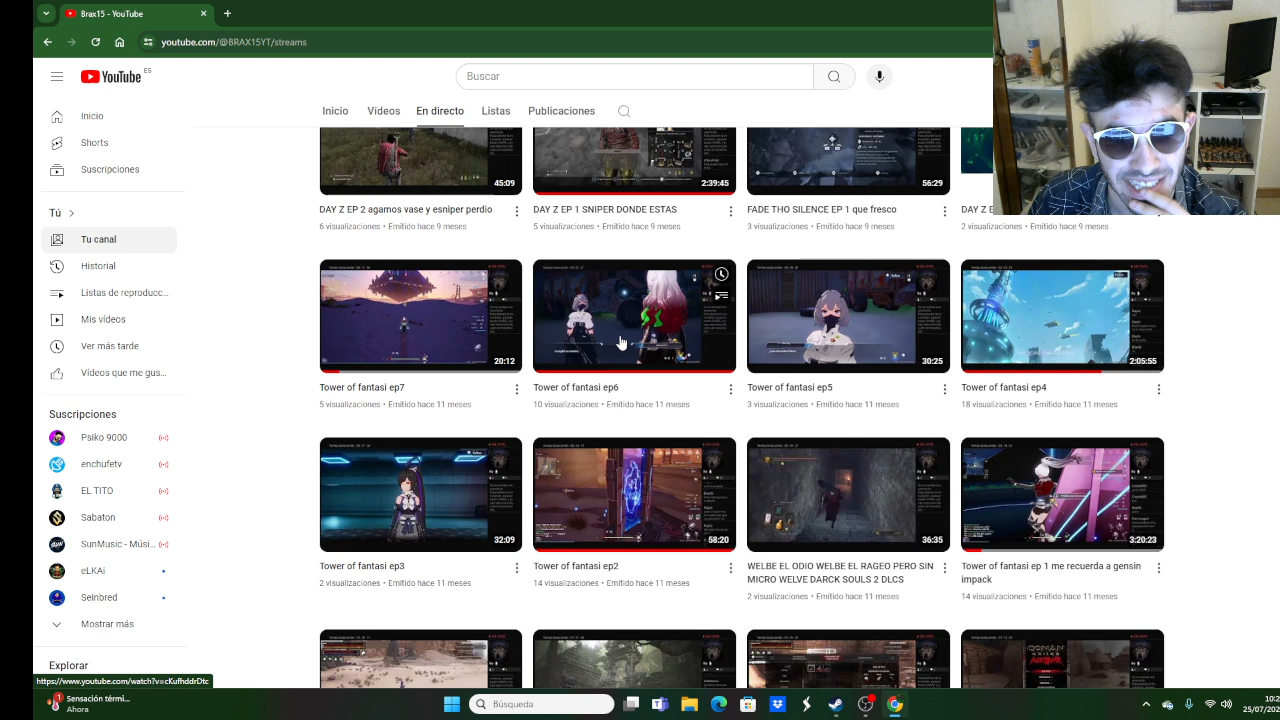 Brax15 - YouTube
youtube.com/@BRAX15YT/streams
YouTube ES
Buscar
Inicio
Shorts
Suscripciones
Tú
Tu canal
Historial
Listas de reproducc...
Mis vídeos
Ver más tarde
Vídeos que me gus...
Suscripciones
Psiko 9000
enchufetv
EL TITO
SunMusic - Músi...
eLKAi
Seinbred
Mostrar más
Explorar
https://www.youtube.com/watch?v=cKufhddrDtc
Inicio Vídeos En directo Listas Publicaciones
45:09
2:39:45
56:29
DAY Z EP 2 agamos vase y esniper perdio
6 visualizaciones • Emitido hace 9 meses
DAY Z EP 1 SNIPER DONDE ESTAS
5 visualizaciones • Emitido hace 9 meses
FADE THO SILENCE EP 1 que fresco
3 visualizaciones • Emitido hace 9 meses
DAY Z E
2 visualizaciones • Emitido hace 9 meses
20:12
30:25
2:05:55
Tower of fantasi ep7
5 visualizaciones • Emitido hace 11 meses
Tower of fantasi ep6
10 visualizaciones • Emitido hace 11 meses
Tower of fantasi ep5
3 visualizaciones • Emitido hace 11 meses
Tower of fantasi ep4
18 visualizaciones • Emitido hace 11 meses
32:09
58:20
36:35
3:20:23
Tower of fantasi ep3
2 visualizaciones • Emitido hace 11 meses
Tower of fantasi ep2
14 visualizaciones • Emitido hace 11 meses
WELBE EL ODIO WELBE EL RAGEO PERO SIN
MICRO WELVE DARCK SOULS 2 DLCS
2 visualizaciones • Emitido hace 11 meses
Tower of fantasi ep 1 me recuerda a gensin
impack
14 visualizaciones • Emitido hace 11 meses
CONAN
1
Sensación térmi...
Ahora
Búsqueda
10:2
25/07/202